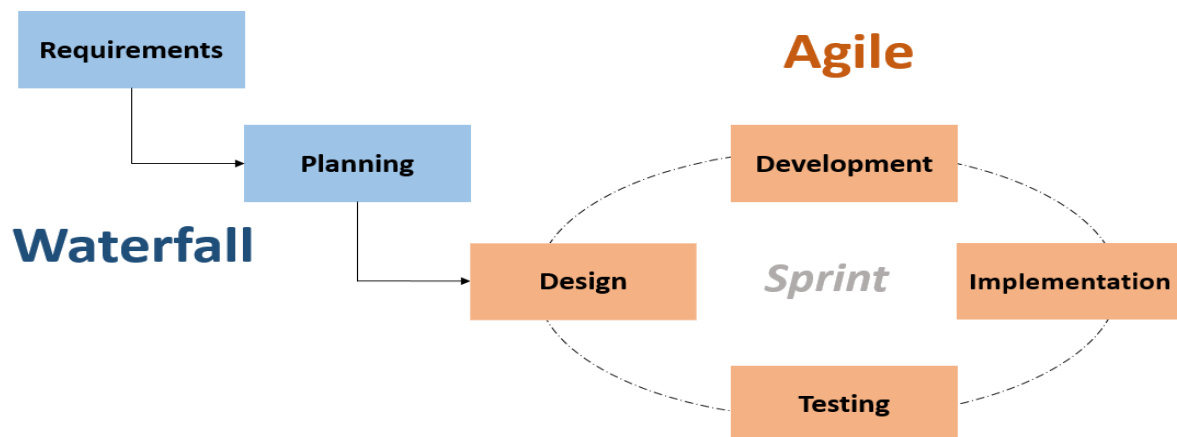 Requirements
Agile
Planning
Development
Waterfall
Design
Sprint
Implementation
Testing